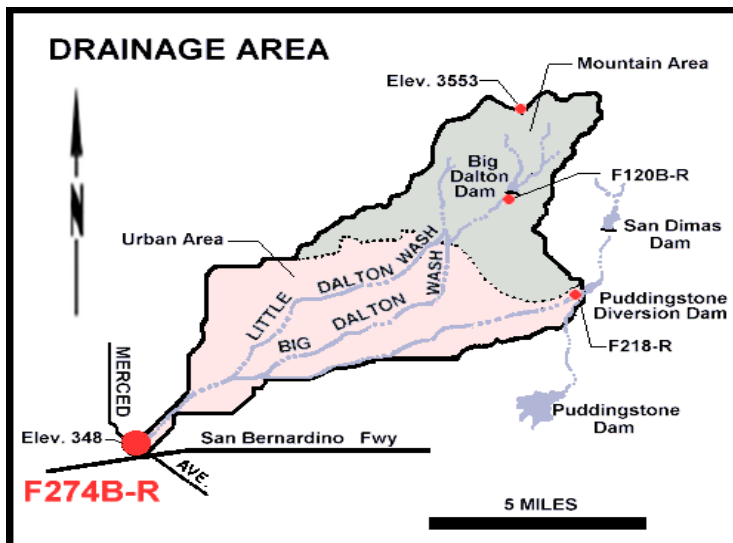 DRAINAGE AREA
Mountain Area
Elev. 3553
N
Big
Dalton
Dam
F120B-R
San Dimas
Dam
Urban Area
LITTLE DALTON WASH
BIG DALTON WASH
Puddingstone
Diversion Dam
F218-R
MERCED
AVE.
Puddingstone
Dam
Elev. 348
San Bernardino Fwy
F274B-R
5 MILES